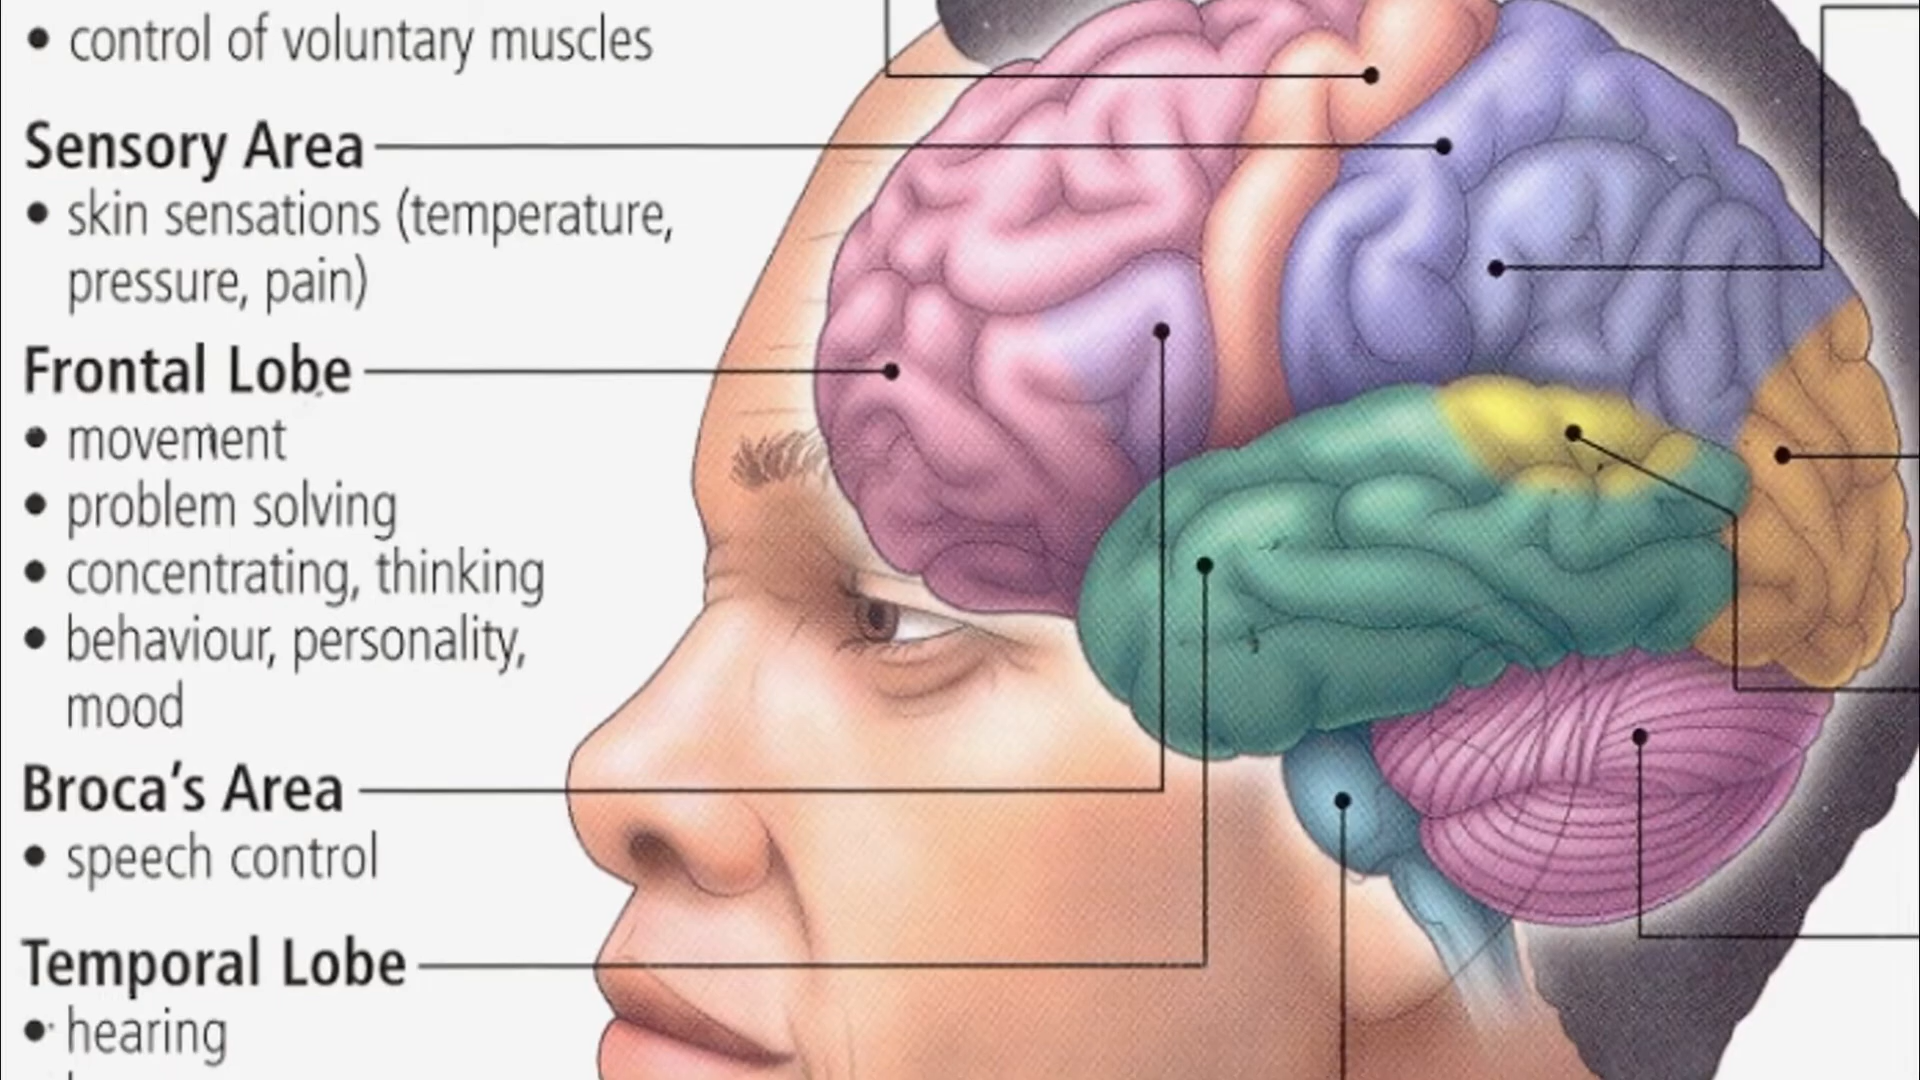 • control of voluntary muscles
Sensory Area
• skin sensations (temperature,
pressure, pain)
Frontal Lobe
• movement
• problem solving
• concentrating, thinking
• behaviour, personality,
mood
Broca's Area
• speech control
Temporal Lobe
• hearing